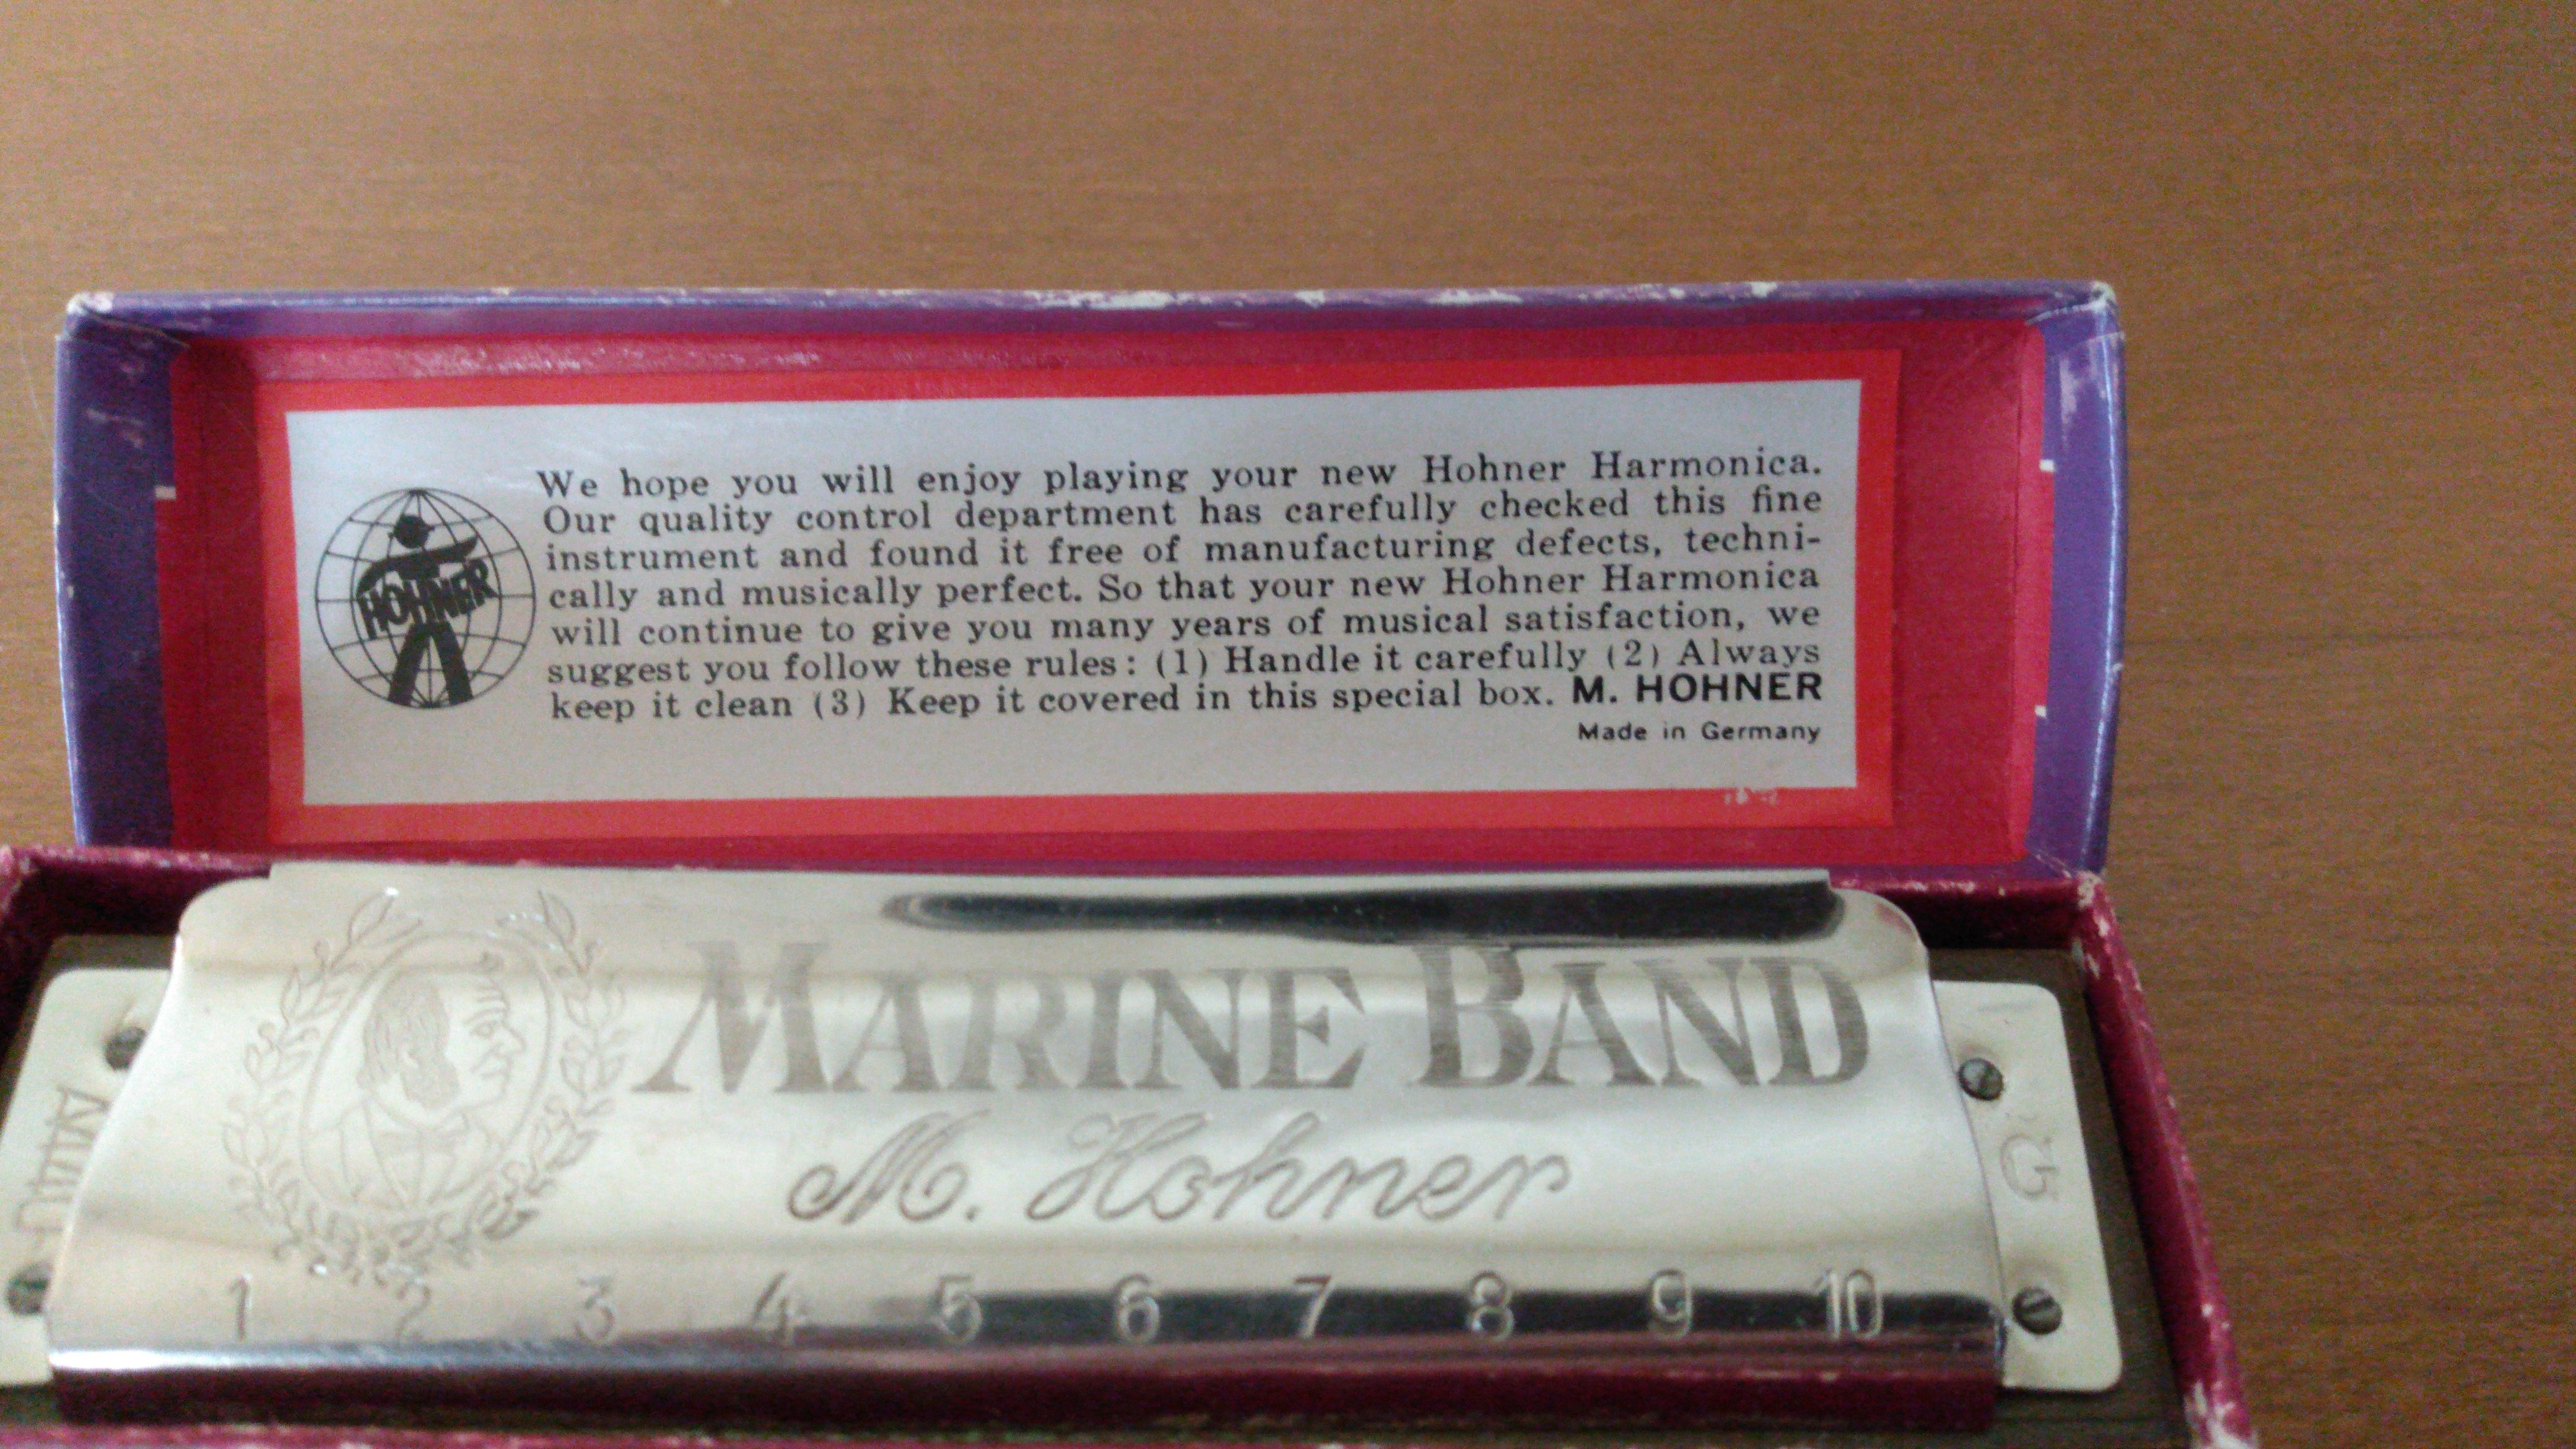 We hope you will enjoy playing your new Hohner Harmonica.
Our quality control department has carefully checked this fine
instrument and found it free of manufacturing defects, techni-
cally and musically perfect. So that your new Hohner Harmonica
will continue to give you many years of musical satisfaction, we
suggest you follow these rules: (1) Handle it carefully (2) Always
keep it clean (3) Keep it covered in this special box. M. HOHNER
Made in Germany
HOHNER
MARINE BAND
M. Hohner
G
1 2 3 4 5 6 7 8 9 10